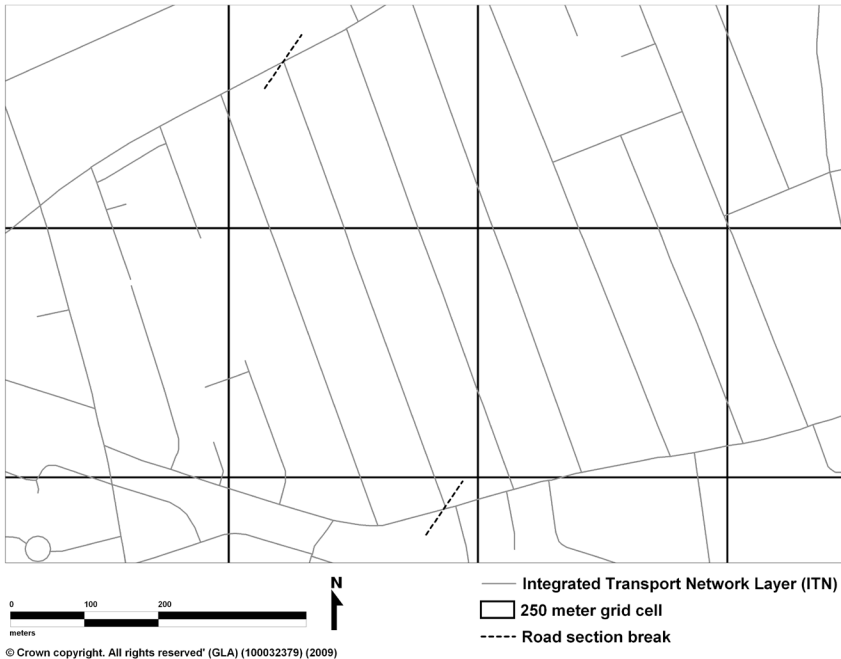 0 100 200
meters
N
Integrated Transport Network Layer (ITN)
250 meter grid cell
Road section break
© Crown copyright. All rights reserved' (GLA) (100032379) (2009)